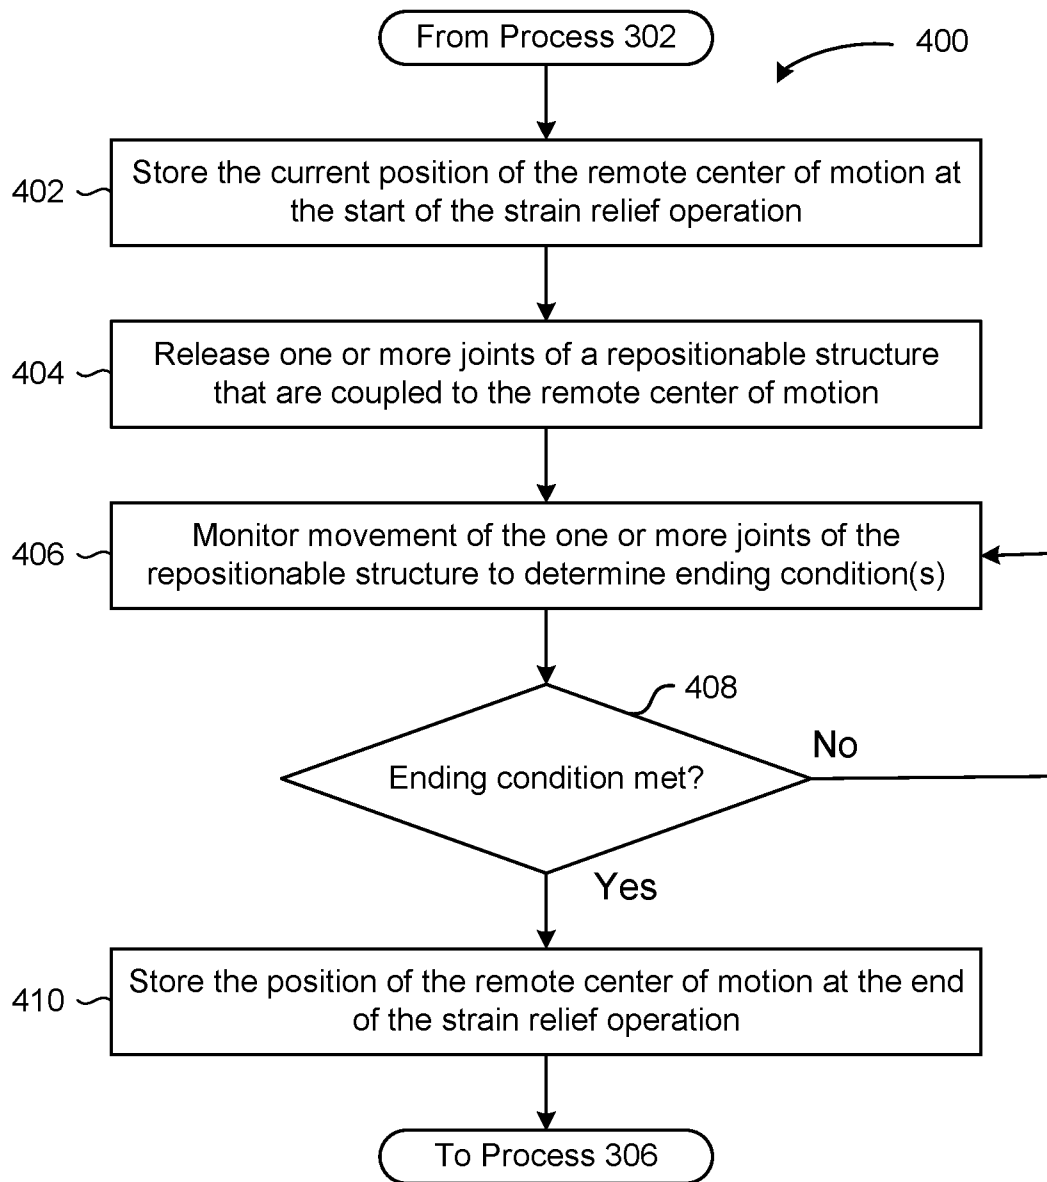 From Process 302
400
402
Store the current position of the remote center of motion at
the start of the strain relief operation
404
Release one or more joints of a repositionable structure
that are coupled to the remote center of motion
406
Monitor movement of the one or more joints of the
repositionable structure to determine ending condition(s)
408
No
Ending condition met?
Yes
410
Store the position of the remote center of motion at the end
of the strain relief operation
To Process 306